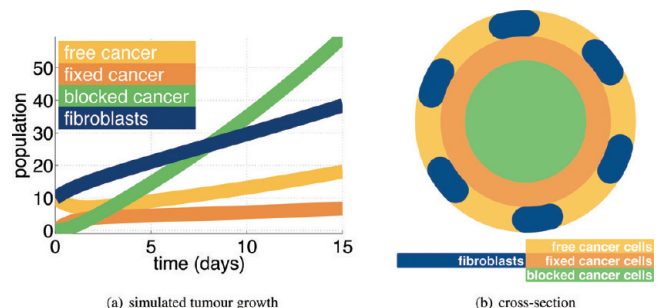 free cancer
fixed cancer
blocked cancer
fibroblasts
population
50
40
30
20
10
0
0
5
10
15
time (days)
(a) simulated tumour growth
free cancer cells
fibroblasts fixed cancer cells
blocked cancer cells
(b) cross-section